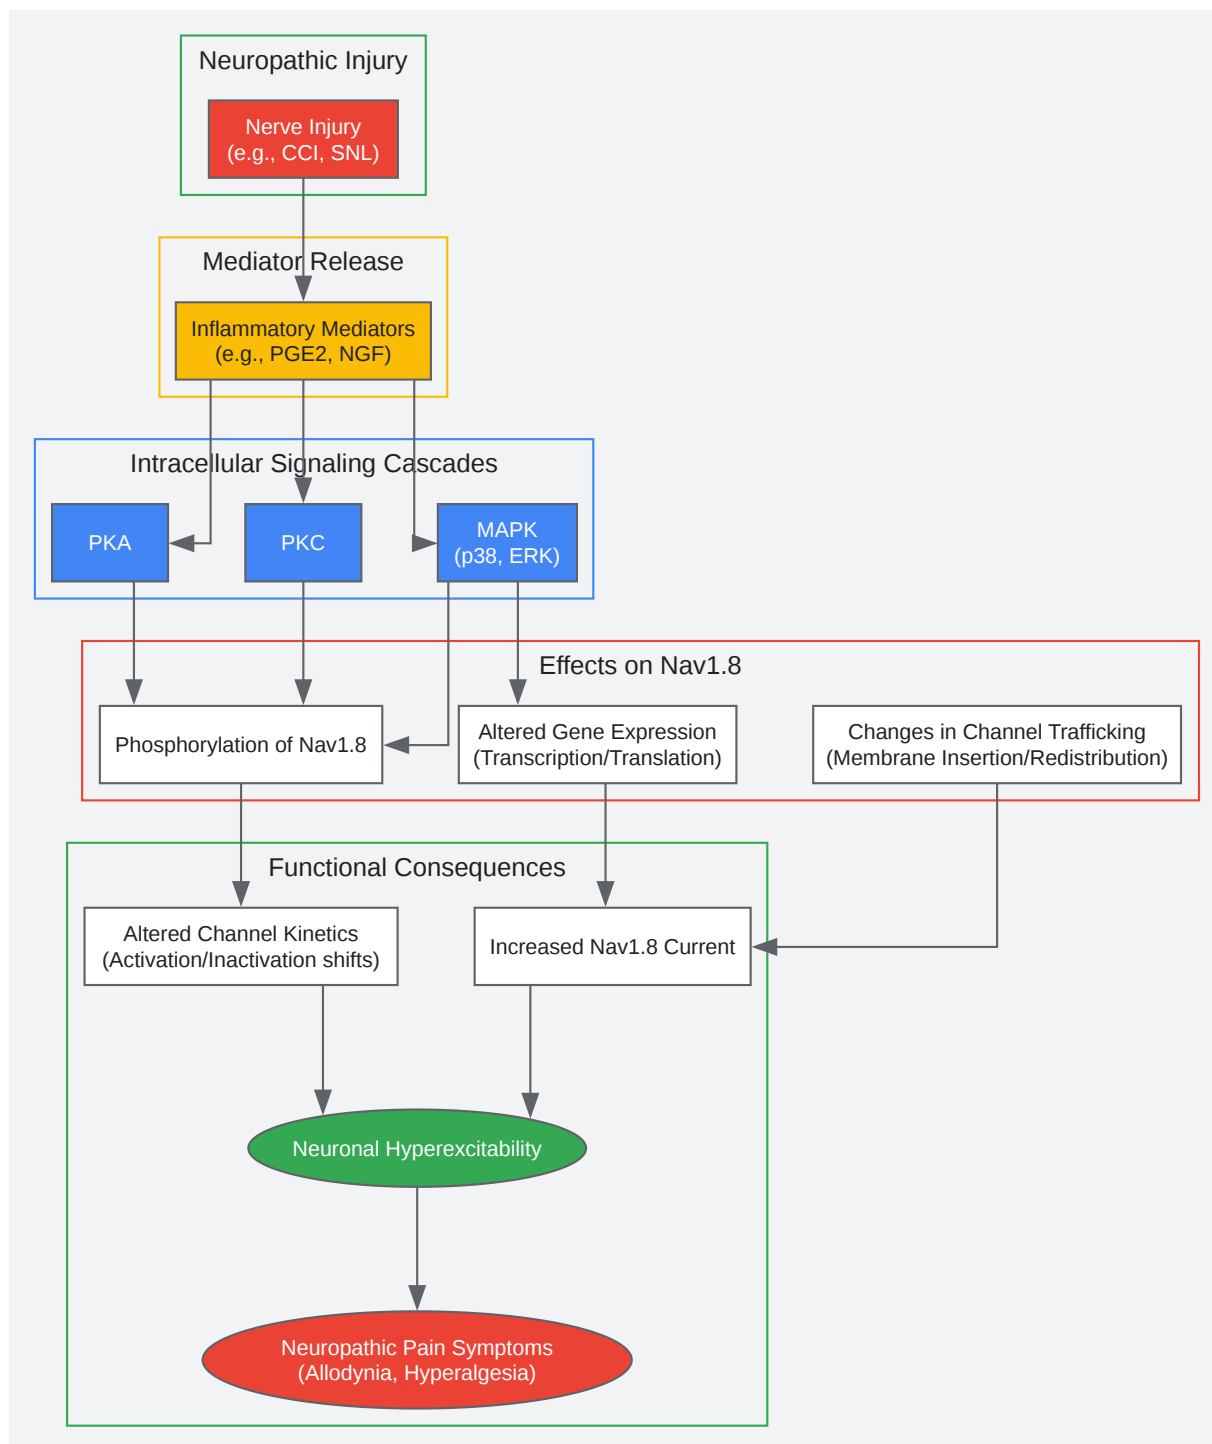 Neuropathic Injury
Nerve Injury
(e.g., CCI, SNL)
Mediator Release
Inflammatory Mediators
(e.g., PGE2, NGF)
Intracellular Signaling Cascades
PKA
PKC
MAPK
(p38, ERK)
Effects on Nav1.8
Phosphorylation of Nav1.8
Altered Gene Expression
(Transcription/Translation)
Changes in Channel Trafficking
(Membrane Insertion/Redistribution)
Functional Consequences
Altered Channel Kinetics
(Activation/Inactivation shifts)
Increased Nav1.8 Current
Neuronal Hyperexcitability
Neuropathic Pain Symptoms
(Allodynia, Hyperalgesia)